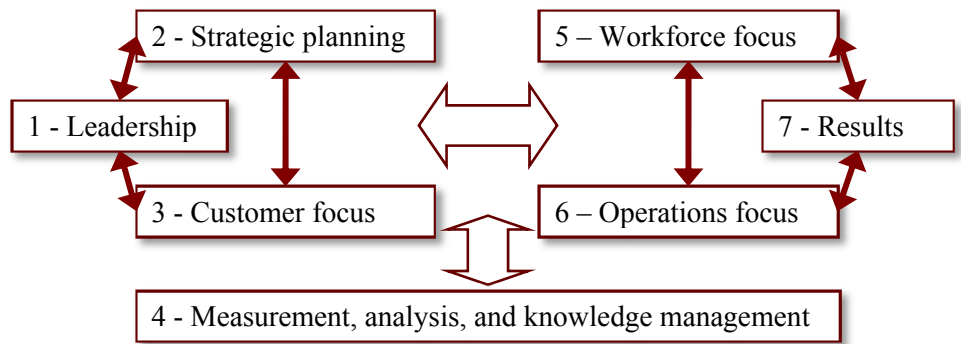 2 - Strategic planning
5 – Workforce focus
1 - Leadership
7 - Results
3 - Customer focus
6 – Operations focus
4 - Measurement, analysis, and knowledge management